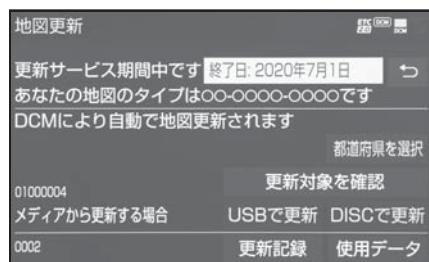 地図更新
ETC 2.0 DCM
更新サービス期間中です 終了日: 2020年7月1日
あなたの地図のタイプは○○-○○○○-○○○です
DCMにより自動で地図更新されます
都道府県を選択
更新対象を確認
01000004
メディアから更新する場合 USBで更新 DISCで更新
0002 更新記録 使用データ